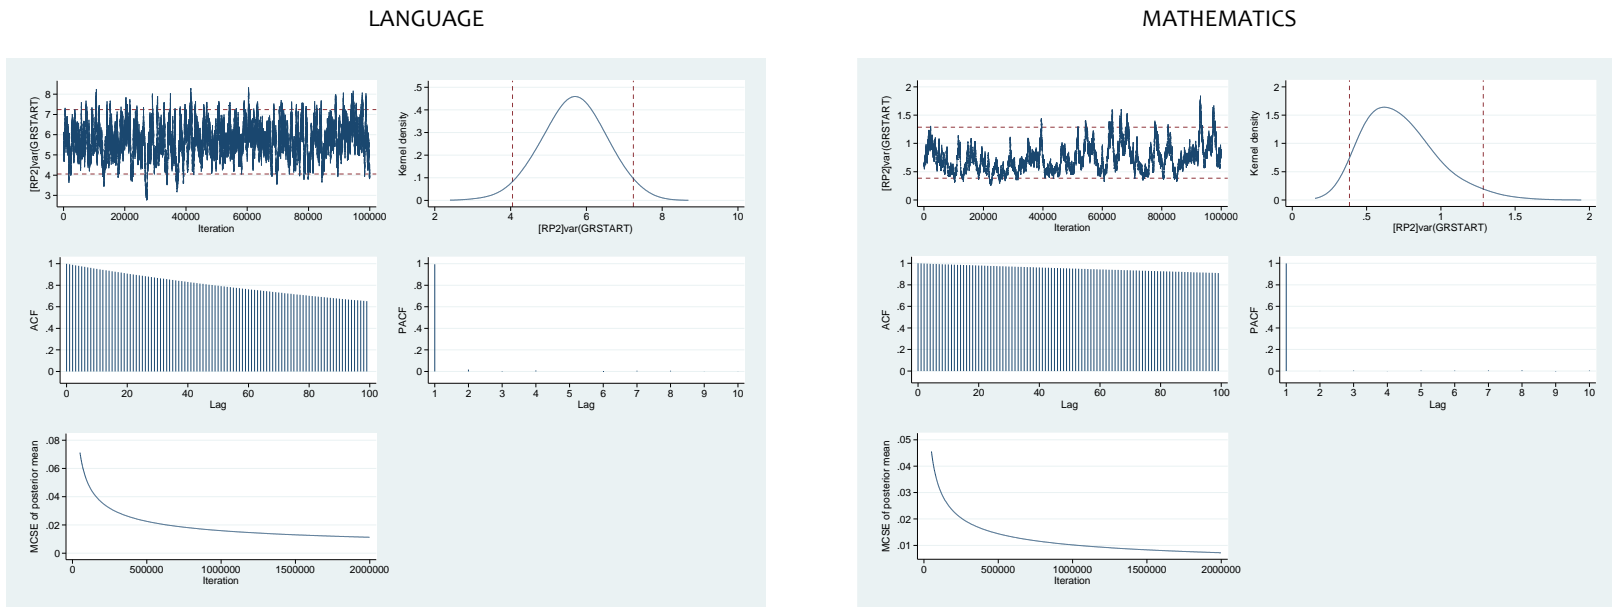 LANGUAGE
MATHEMATICS
[RP2]var(GRSTART)
8
7
6
5
4
3
0 20000 40000 60000 80000 100000
Iteration
Kernel density
.5
.4
.3
.2
.1
0
2 4 6 8 10
[RP2]var(GRSTART)
ACF
1
.8
.6
.4
.2
0
0 20 40 60 80 100
Lag
PACF
1
.8
.6
.4
.2
0
1 2 3 4 5 6 7 8 9 10
Lag
MCSE of posterior mean
.08
.06
.04
.02
0
0 500000 1000000 1500000 2000000
Iteration
[RP2]var(GRSTART)
2
1.5
1
.5
0
0 20000 40000 60000 80000 100000
Iteration
Kernel density
2
1.5
1
.5
0
0 .5 1 1.5 2
[RP2]var(GRSTART)
ACF
1
.8
.6
.4
.2
0
0 20 40 60 80 100
Lag
PACF
1
.8
.6
.4
.2
0
1 2 3 4 5 6 7 8 9 10
Lag
MCSE of posterior mean
.05
.04
.03
.02
.01
0 500000 1000000 1500000 2000000
Iteration